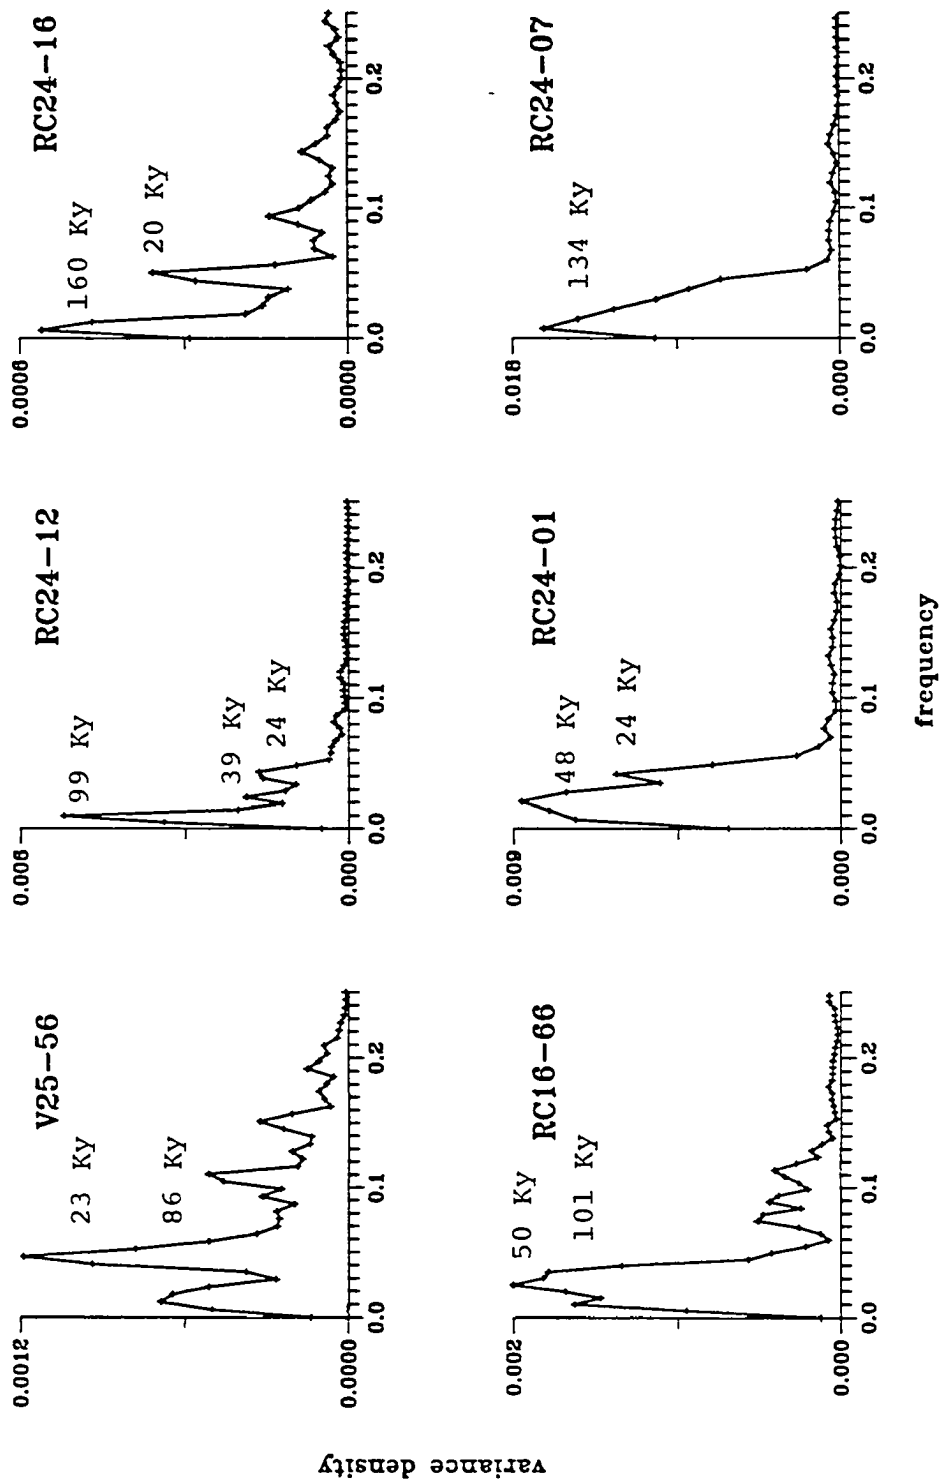 V25-56
0.0012
0.0000
0.0
0.1
0.2
23 Ky
86 Ky
RC24-12
0.006
0.000
0.0
0.1
0.2
99 Ky
39 Ky
24 Ky
RC24-16
0.0008
0.0000
0.0
0.1
0.2
160 Ky
20 Ky
RC16-66
0.002
0.000
0.0
0.1
0.2
50 Ky
101 Ky
RC24-01
0.009
0.000
0.0
0.1
0.2
48 Ky
24 Ky
RC24-07
0.018
0.000
0.0
0.1
0.2
134 Ky
variance density
frequency